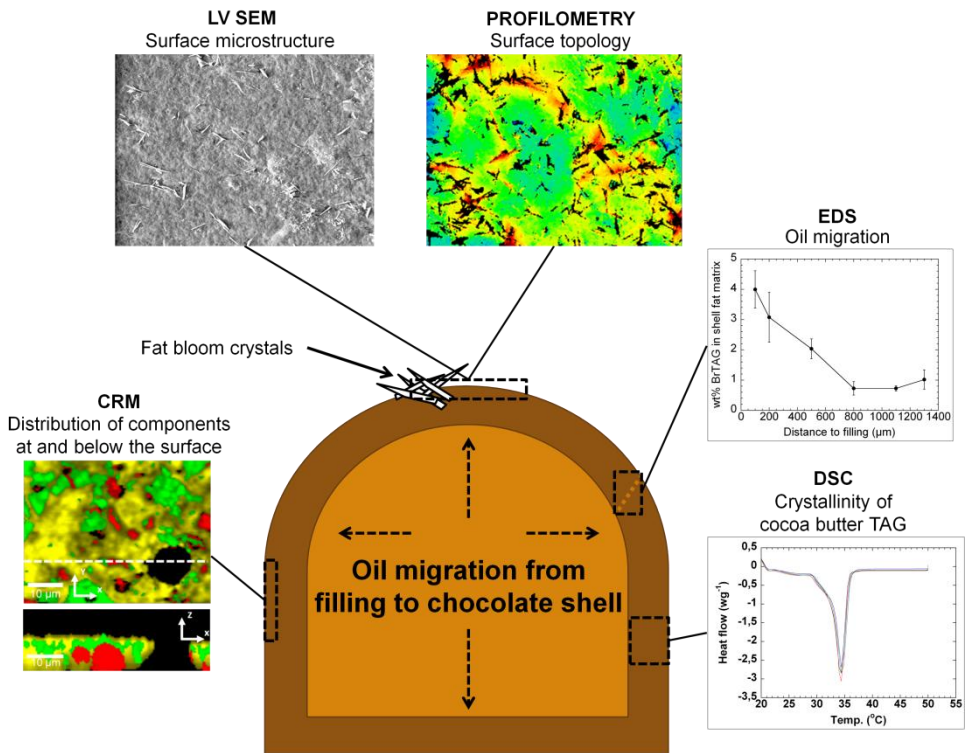 LV SEM
Surface microstructure
PROFILOMETRY
Surface topology
EDS
Oil migration
wt% BrTAG in shell fat matrix
5
4
3
2
1
0
0 200 400 600 800 1000 1200 1400
Distance to filling (µm)
Fat bloom crystals
CRM
Distribution of components
at and below the surface
10 µm
y
x
z
x
10 µm
Oil migration from
filling to chocolate shell
DSC
Crystallinity of
cocoa butter TAG
Heat flow (wg-1)
0,5
0
-0,5
-1
-1,5
-2
-2,5
-3
-3,5
20 25 30 35 40 45 50 55
Temp. (°C)